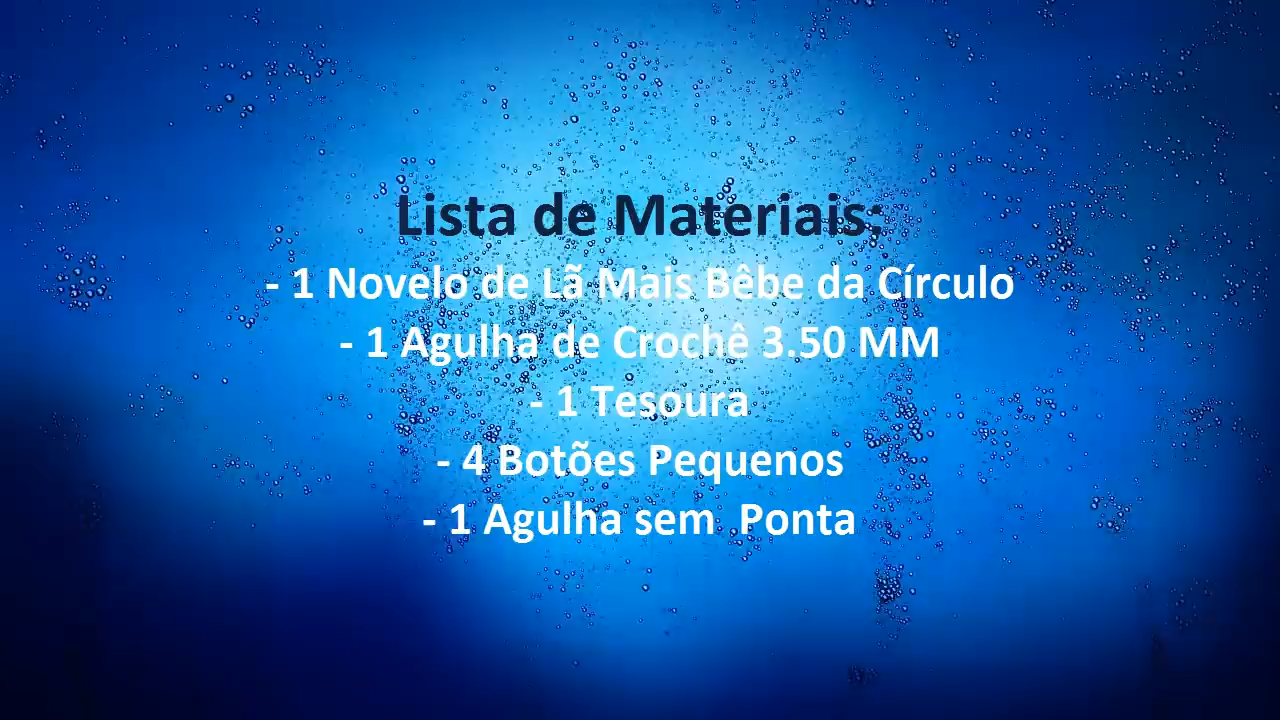 Lista de Materiais:
- 1 Novelo de Lã Mais Bêbe da Círculo
- 1 Agulha de Crochê 3.50 MM
- 1 Tesoura
- 4 Botões Pequenos
- 1 Agulha sem  Ponta